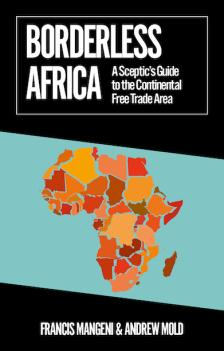 BORDERLESS
AFRICA
A Sceptic's Guide
to the Continental
Free Trade Area
FRANCIS MANGENI & ANDREW MOLD